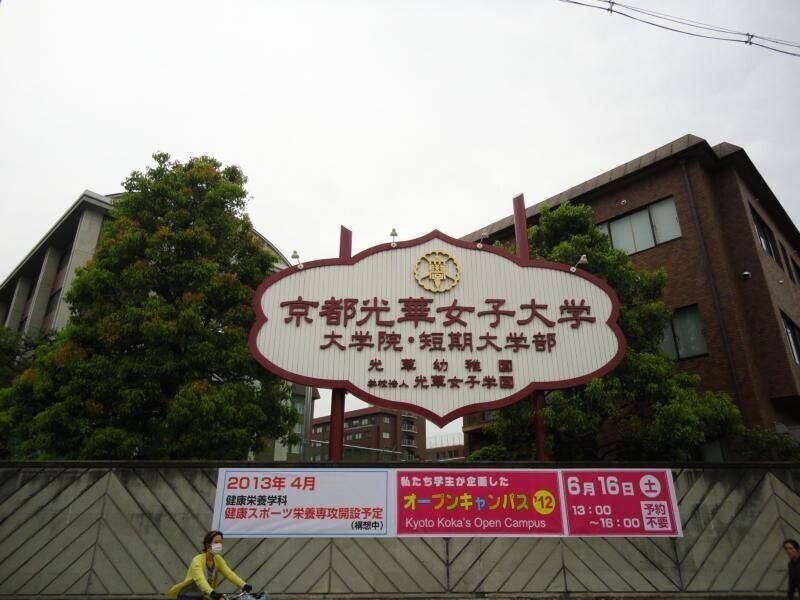 京都光華女子大学
大学院・短期大学部
光華幼稚園
学校法人 光華女子学園
2013年 4月
健康栄養学科
健康スポーツ栄養専攻開設予定
(構想中)
私たち学生が企画した
オープンキャンパス '12
Kyoto Koka's Open Campus
6月16日 土
13:00
～16:00
予約
不要